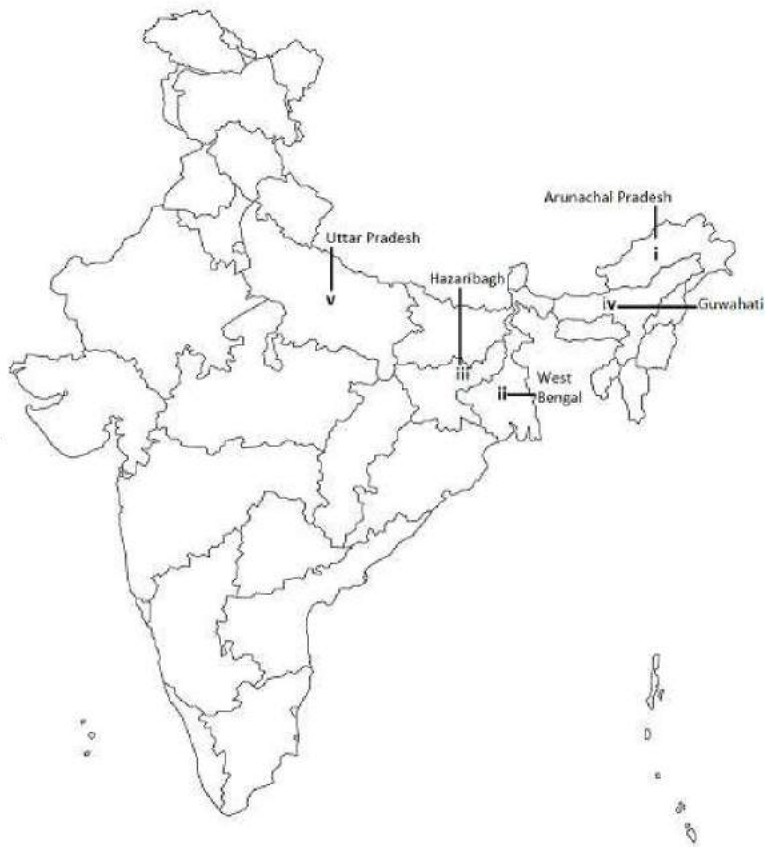 Arunachal Pradesh
i
Uttar Pradesh
v
Hazaribagh
iii
iv
Guwahati
ii
West
Bengal